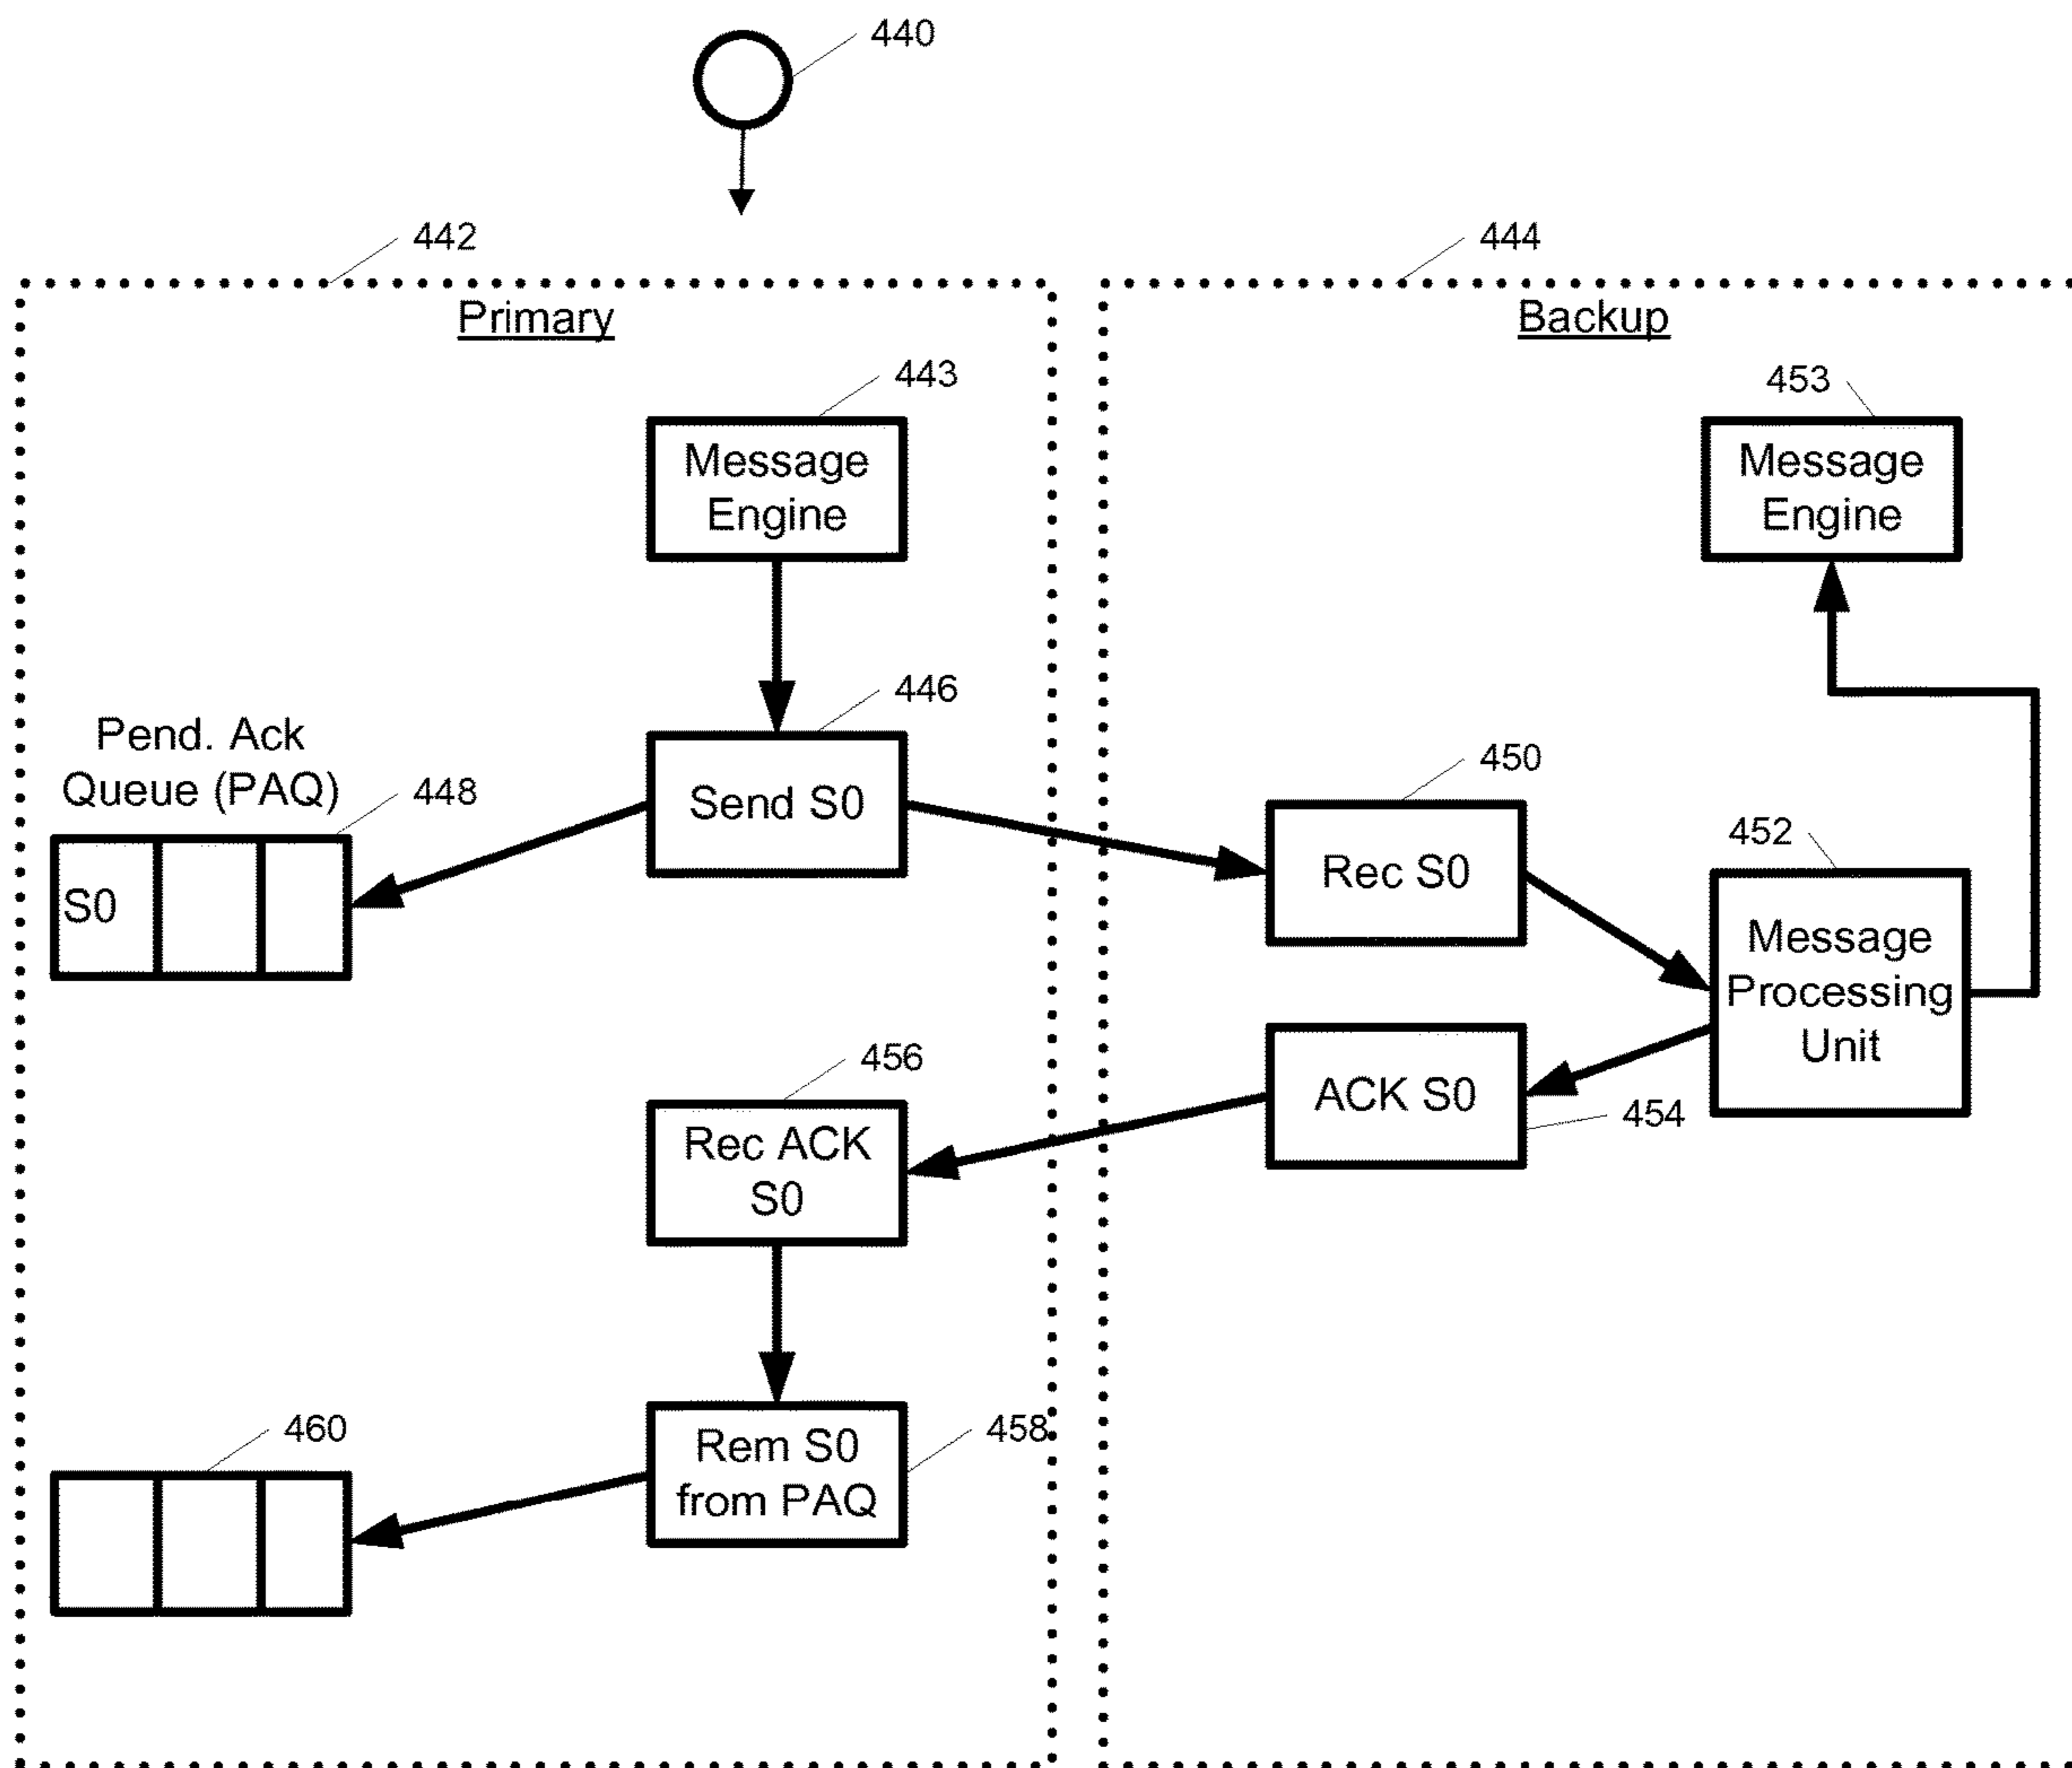 440
442
444
Primary
Backup
443
453
Message
Engine
Message
Engine
446
Pend. Ack
Queue (PAQ)
448
Send S0
450
452
S0
Rec S0
Message
Processing
Unit
456
ACK S0
454
Rec ACK
S0
460
458
Rem S0
from PAQ